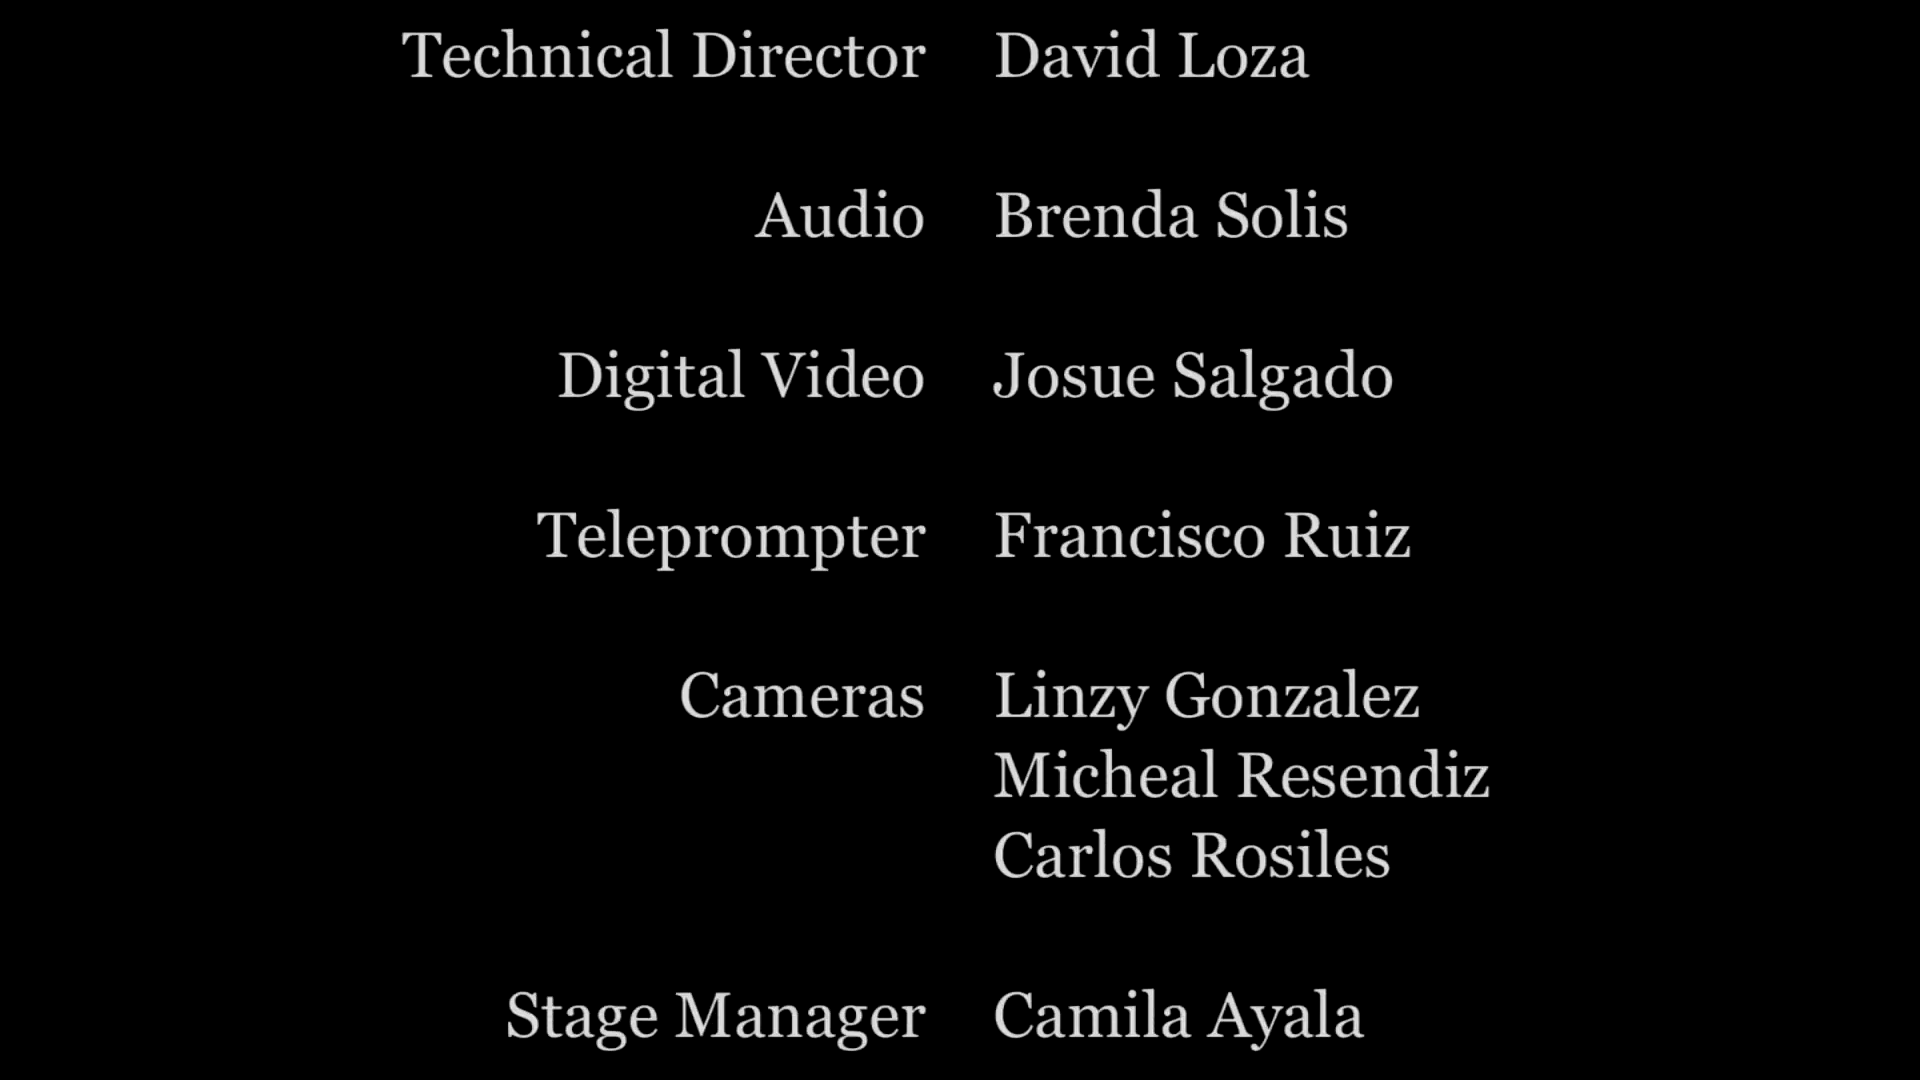 Technical Director David Loza
Audio Brenda Solis
Digital Video Josue Salgado
Teleprompter Francisco Ruiz
Cameras Linzy Gonzalez
Micheal Resendiz
Carlos Rosiles
Stage Manager Camila Ayala